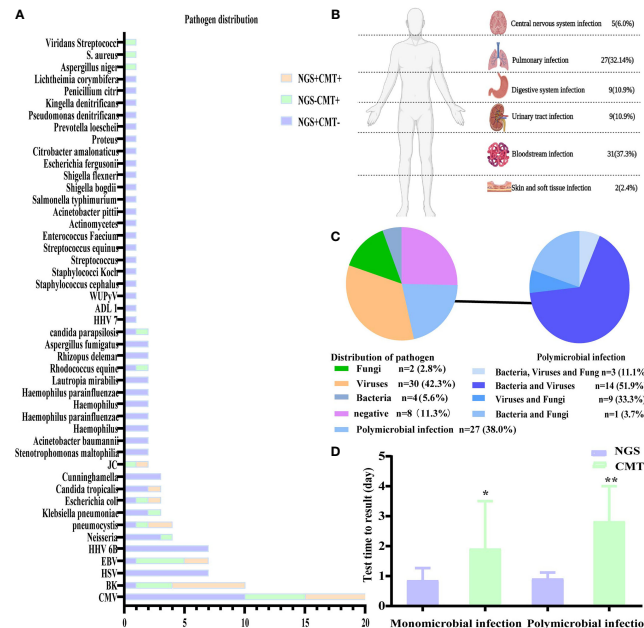 A
Pathogen distribution
Viridans Streptococci
S. aureus
Aspergillus niger
Lichtheimia corymbifera
Penicillium citri
Kingella denitrificans
Pseudomonas denitrificans
Prevotella loescheii
Proteus
Citrobacter amalonaticus
Escherichia fergusonii
Shigella flexneri
Shigella bogdii
Salmonella typhimurium
Acinetobacter pittii
Actinomycetes
Enterococcus Faecium
Streptococcus equinus
Streptococcus
Staphylococci Koch
Staphylococcus cephalus
WUPyV
ADL 1
HHV 7
candida parapsilosis
Aspergillus fumigatus
Rhizopus delemar
Rhodococcus equine
Lautropia mirabilis
Haemophilus parainfluenzae
Haemophilus
Haemophilus parainfluenzae
Haemophilus
Acinetobacter baumannii
Stenotrophomonas maltophilia
JC
Cunninghamella
Candida tropicalis
Escherichia coli
Klebsiella pneumoniae
pneumocystis
Neisseria
HHV 6B
EBV
HSV
BK
CMV
0 5 10 15 20
NGS+CMT+
NGS-CMT+
NGS+CMT-
B
Central nervous system infection 5(6.0%)
Pulmonary infection 27(32.14%)
Digestive system infection 9(10.9%)
Urinary tract infection 9(10.9%)
Bloodstream infection 31(37.3%)
Skin and soft tissue infection 2(2.4%)
C
Distribution of pathogen
Fungi n=2 (2.8%)
Viruses n=30 (42.3%)
Bacteria n=4 (5.6%)
negative n=8 (11.3%)
Polymicrobial infection n=27 (38.0%)
Polymicrobial infection
Bacteria, Viruses and Fung n=3 (11.1%
Bacteria and Viruses n=14 (51.9%
Viruses and Fungi n=9 (33.3%)
Bacteria and Fungi n=1 (3.7%
D
NGS
CMT
Test time to result (day)
5
4
3
2
1
0
*
**
Monomicrobial infection Polymicrobial infectio